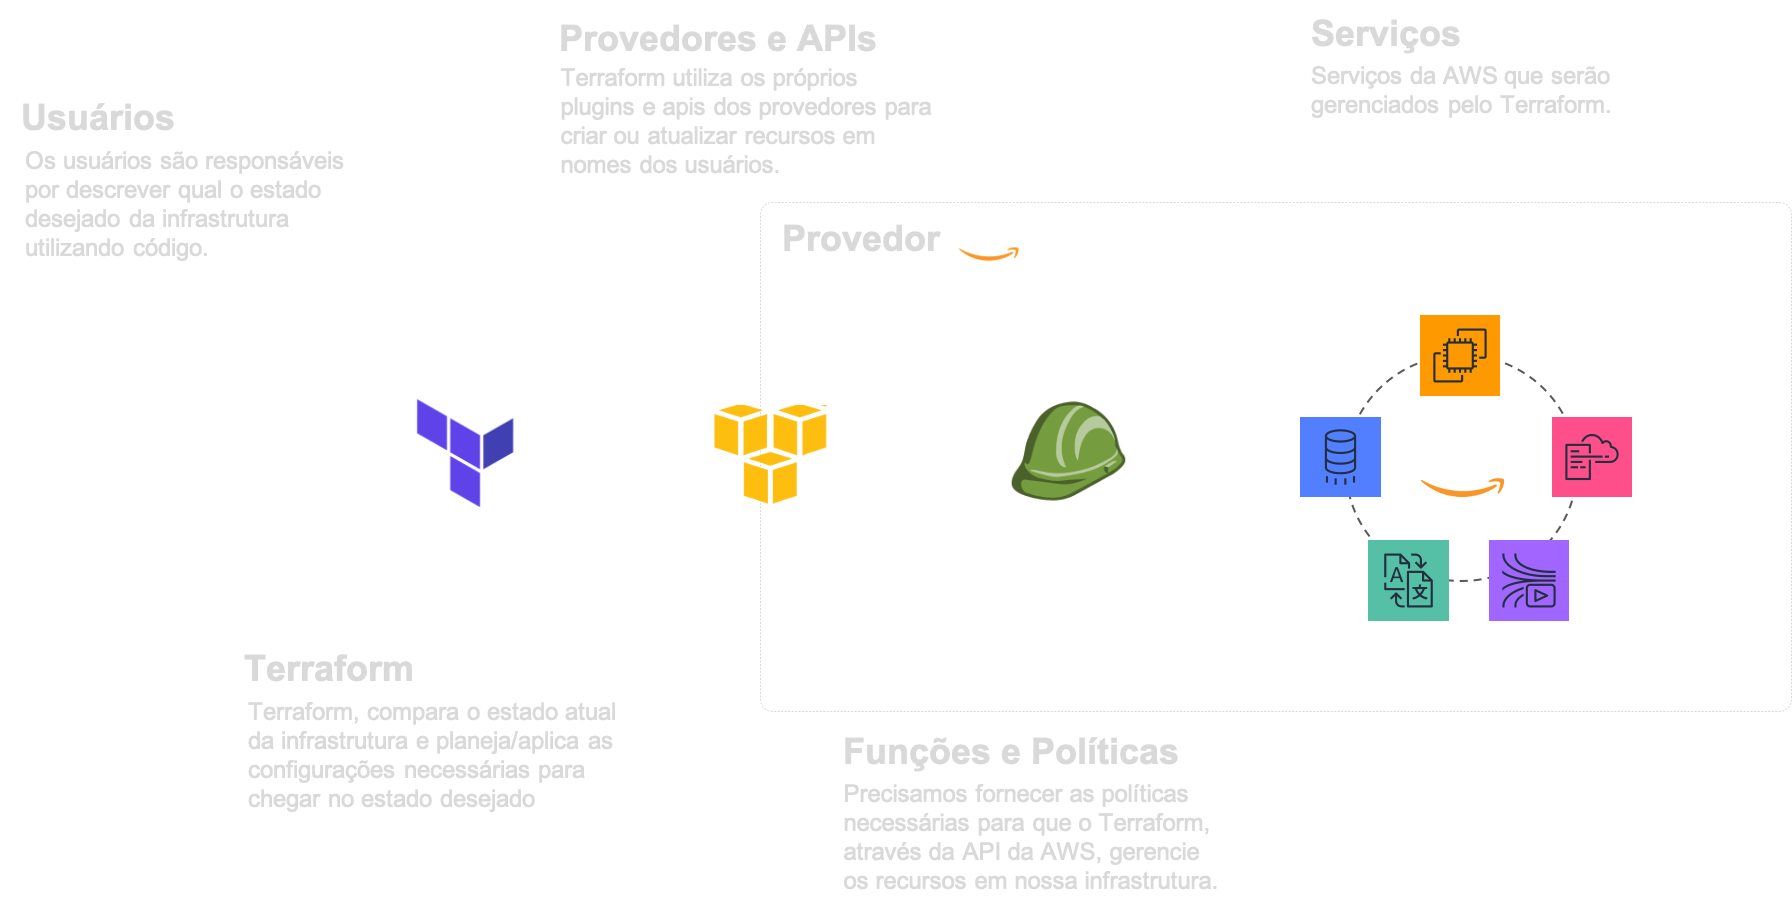 Usuários
Os usuários são responsáveis
por descrever qual o estado
desejado da infrastrutura
utilizando código.
Provedores e APIs
Terraform utiliza os próprios
plugins e apis dos provedores para
criar ou atualizar recursos em
nomes dos usuários.
Serviços
Serviços da AWS que serão
gerenciados pelo Terraform.
Provedor
A
文
Terraform
Terraform, compara o estado atual
da infrastrutura e planeja/aplica as
configurações necessárias para
chegar no estado desejado
Funções e Políticas
Precisamos fornecer as políticas
necessárias para que o Terraform,
através da API da AWS, gerencie
os recursos em nossa infrastrutura.